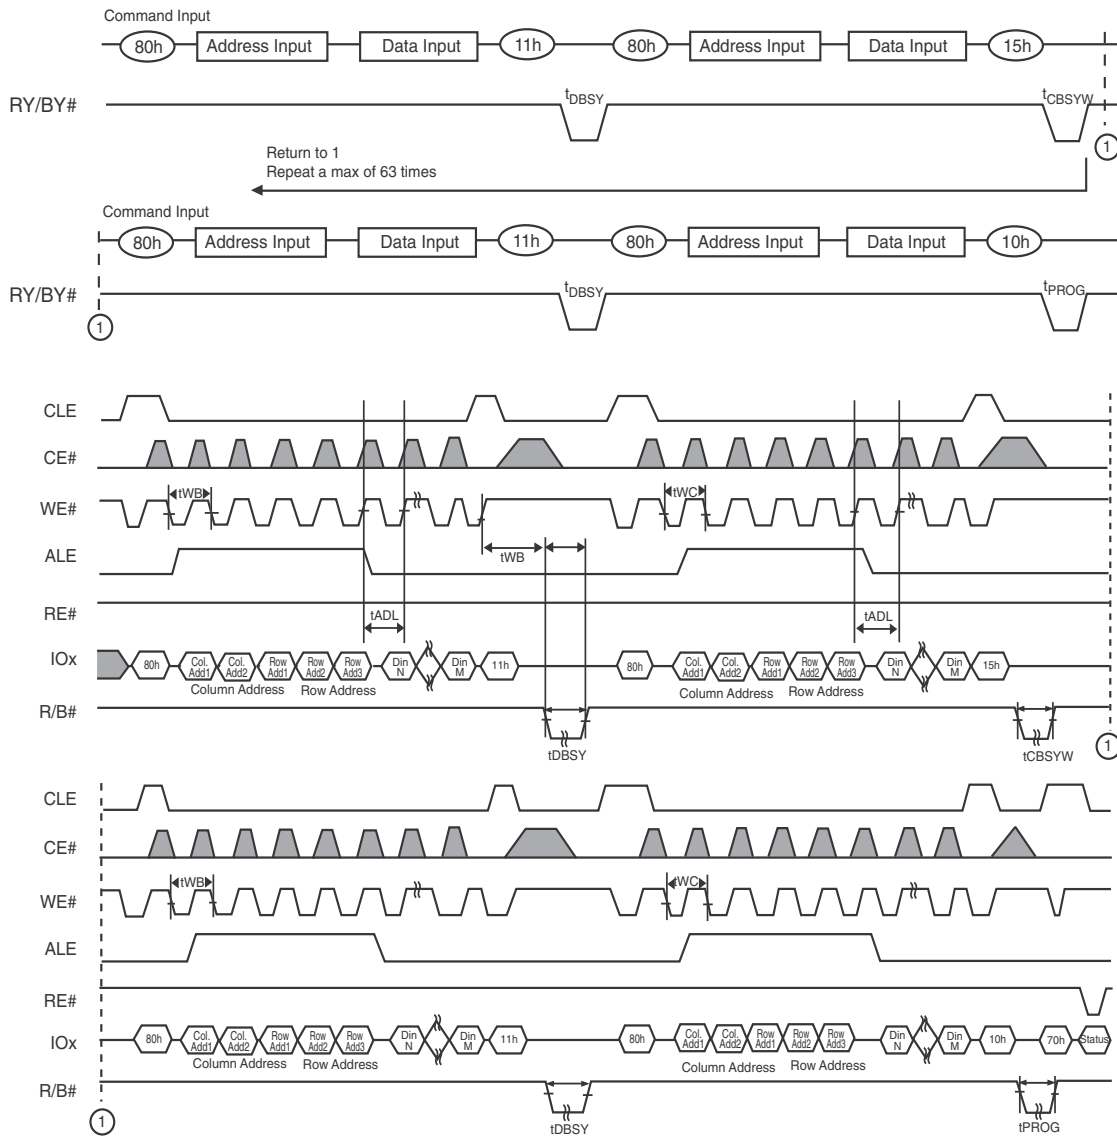 Command Input
80h Address Input Data Input 11h 80h Address Input Data Input 15h
RY/BY# tDBSY tCBSYW
1
Return to 1
Repeat a max of 63 times
Command Input
80h Address Input Data Input 11h 80h Address Input Data Input 10h
RY/BY# tDBSY tPROG
1
CLE
CE#
WE# tWB tWC
ALE tWB
RE# tADL tADL
IOx 80h Col. Add1 Col. Add2 Row Add1 Row Add2 Row Add3 Din N Din M 11h 80h Col. Add1 Col. Add2 Row Add1 Row Add2 Row Add3 Din N Din M 15h
Column Address Row Address Column Address Row Address
R/B#
tDBSY tCBSYW 1
CLE
CE#
WE# tWB tWC
ALE
RE#
IOx 80h Col. Add1 Col. Add2 Row Add1 Row Add2 Row Add3 Din N Din M 11h 80h Col. Add1 Col. Add2 Row Add1 Row Add2 Row Add3 Din N Din M 10h 70h Status
Column Address Row Address Column Address Row Address
R/B#
1 tDBSY tPROG